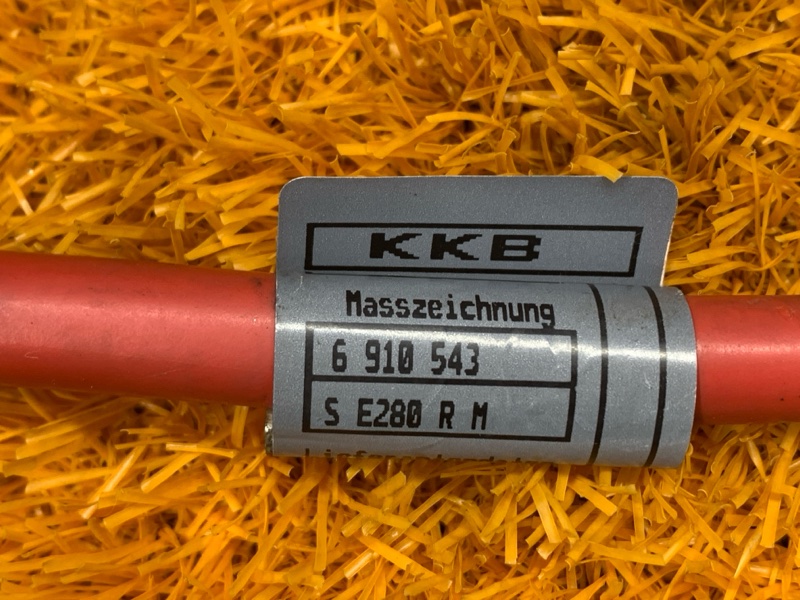 KKB
Masszeichnung
6 910 543
S E280 R M